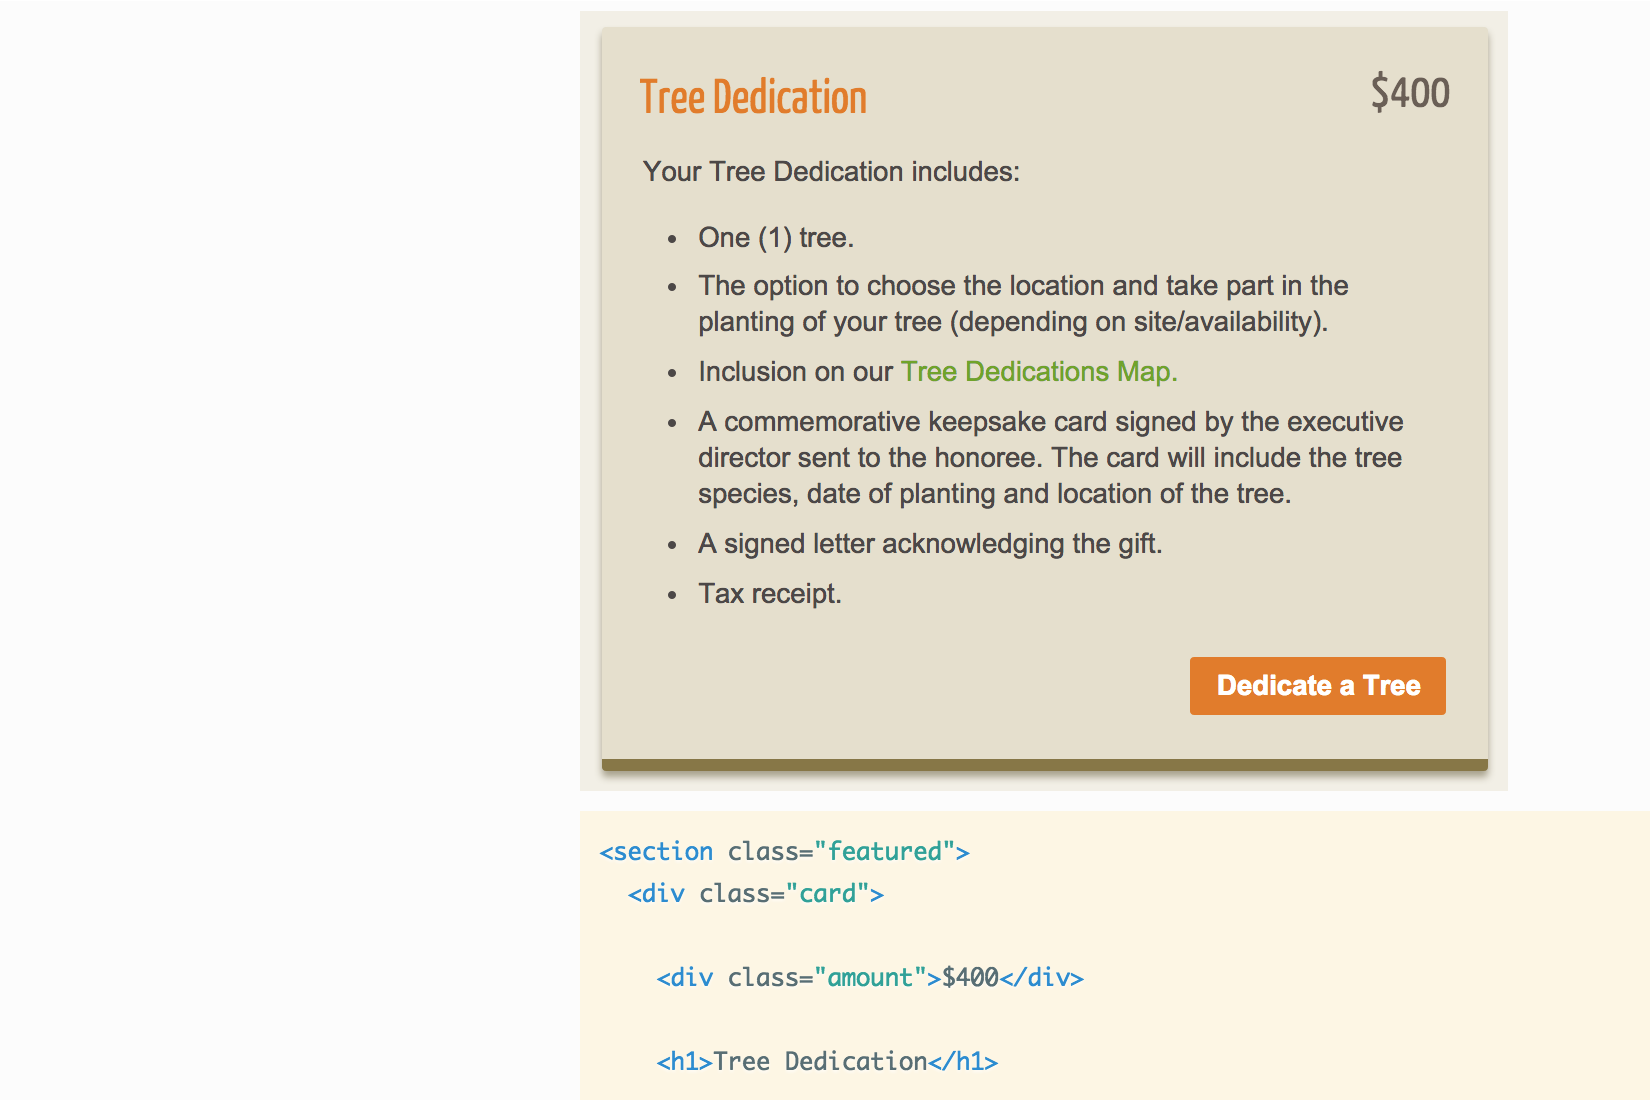 Tree Dedication
$400
Your Tree Dedication includes:
• One (1) tree.
• The option to choose the location and take part in the
planting of your tree (depending on site/availability).
• Inclusion on our Tree Dedications Map.
• A commemorative keepsake card signed by the executive
director sent to the honoree. The card will include the tree
species, date of planting and location of the tree.
• A signed letter acknowledging the gift.
• Tax receipt.
Dedicate a Tree
<section class="featured">
<div class="card">
<div class="amount">$400</div>
<h1>Tree Dedication</h1>